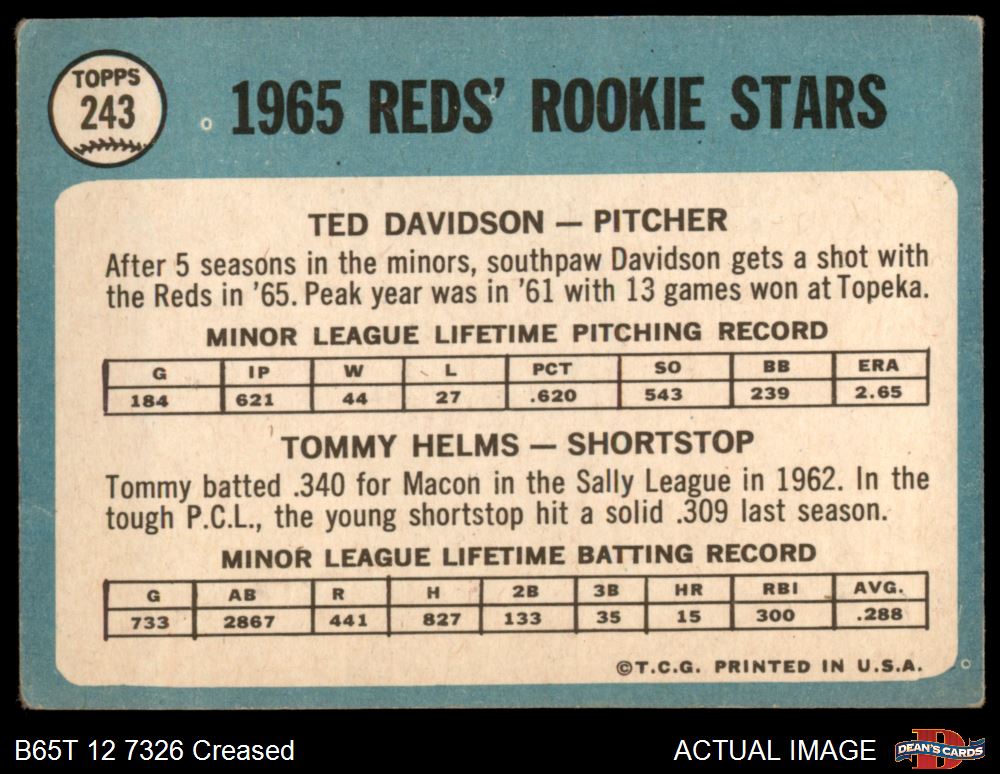 TOPPS
243
1965 REDS' ROOKIE STARS
TED DAVIDSON — PITCHER
After 5 seasons in the minors, southpaw Davidson gets a shot with
the Reds in '65. Peak year was in '61 with 13 games won at Topeka.
MINOR LEAGUE LIFETIME PITCHING RECORD
G IP W L PCT SO BB ERA
184 621 44 27 .620 543 239 2.65
TOMMY HELMS — SHORTSTOP
Tommy batted .340 for Macon in the Sally League in 1962. In the
tough P.C.L., the young shortstop hit a solid .309 last season.
MINOR LEAGUE LIFETIME BATTING RECORD
G AB R H 2B 3B HR RBI AVG.
733 2867 441 827 133 35 15 300 .288
©T.C.G. PRINTED IN U.S.A.
B65T 12 7326 Creased
ACTUAL IMAGE
DEAN'S CARDS